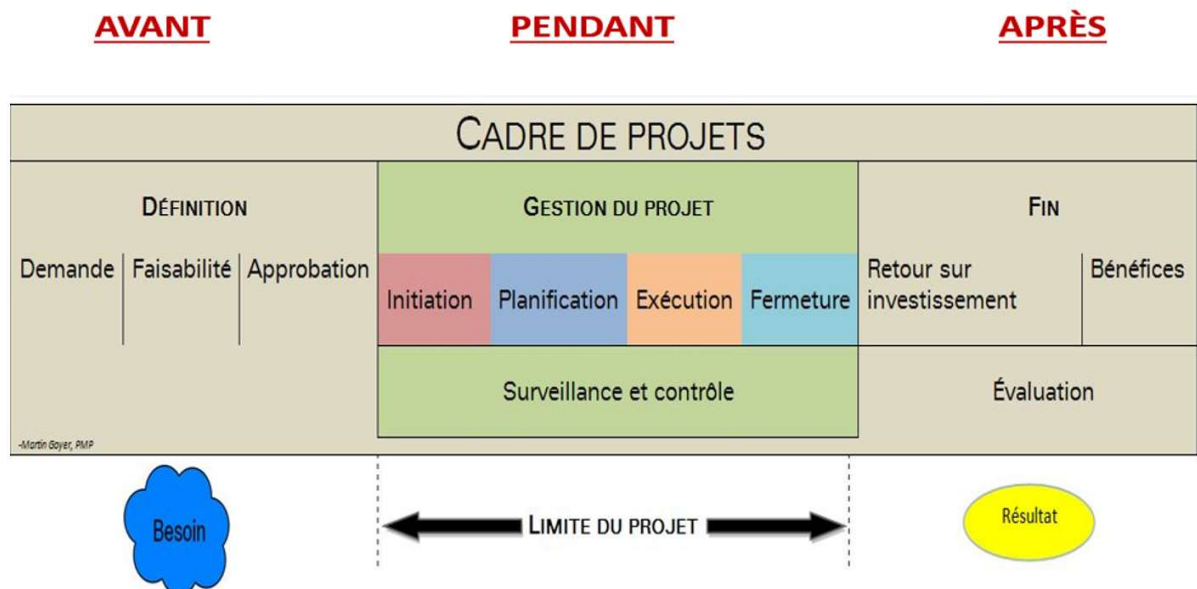 AVANT PENDANT APRÈS
CADRE DE PROJETS
DÉFINITION GESTION DU PROJET FIN
Demande Faisabilité Approbation
Initiation Planification Exécution Fermeture
Retour sur
investissement
Bénéfices
Surveillance et contrôle Évaluation
-Martin Goyer, PMP
Besoin
LIMITE DU PROJET
Résultat